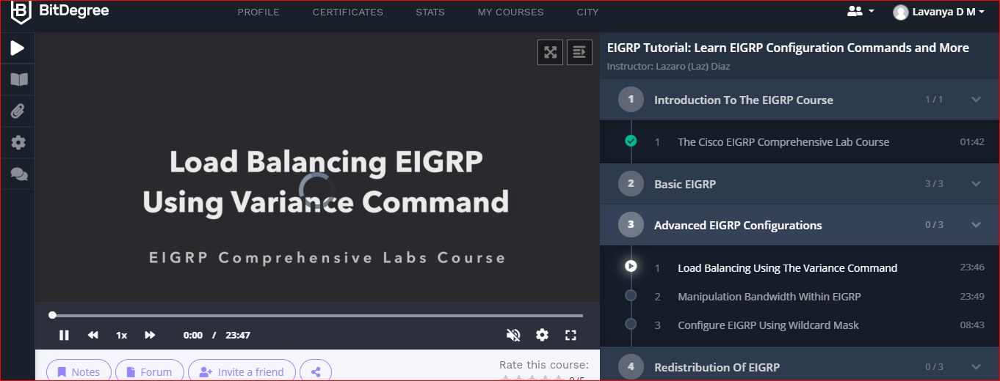 BitDegree
PROFILE CERTIFICATES STATS MY COURSES CITY
Lavanya D M
Load Balancing EIGRP
Using Variance Command
EIGRP Comprehensive Labs Course
1x 0:00 / 23:47
Notes Forum Invite a friend
Rate this course:
0/5
EIGRP Tutorial: Learn EIGRP Configuration Commands and More
Instructor: Lazaro (Laz) Diaz
1 Introduction To The EIGRP Course 1 / 1
1 The Cisco EIGRP Comprehensive Lab Course 01:42
2 Basic EIGRP 3 / 3
3 Advanced EIGRP Configurations 0 / 3
1 Load Balancing Using The Variance Command 23:46
2 Manipulation Bandwidth Within EIGRP 23:49
3 Configure EIGRP Using Wildcard Mask 08:43
4 Redistribution Of EIGRP 0 / 3